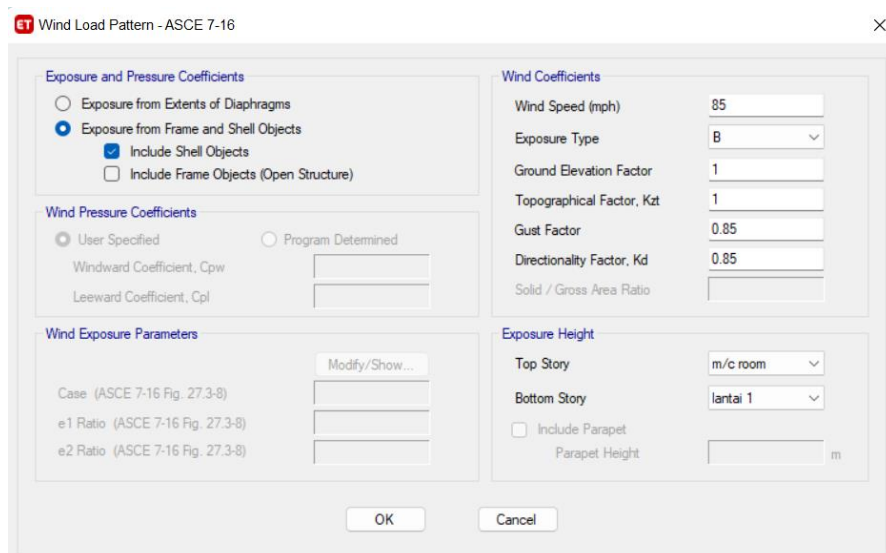 ET Wind Load Pattern - ASCE 7-16
Exposure and Pressure Coefficients
Exposure from Extents of Diaphragms
Exposure from Frame and Shell Objects
Include Shell Objects
Include Frame Objects (Open Structure)
Wind Pressure Coefficients
User Specified Program Determined
Windward Coefficient, Cpw
Leeward Coefficient, Cpl
Wind Exposure Parameters
Modify/Show...
Case (ASCE 7-16 Fig. 27.3-8)
e1 Ratio (ASCE 7-16 Fig. 27.3-8)
e2 Ratio (ASCE 7-16 Fig. 27.3-8)
Wind Coefficients
Wind Speed (mph) 85
Exposure Type B
Ground Elevation Factor 1
Topographical Factor, Kzt 1
Gust Factor 0.85
Directionality Factor, Kd 0.85
Solid / Gross Area Ratio
Exposure Height
Top Story m/c room
Bottom Story lantai 1
Include Parapet
Parapet Height m
OK Cancel